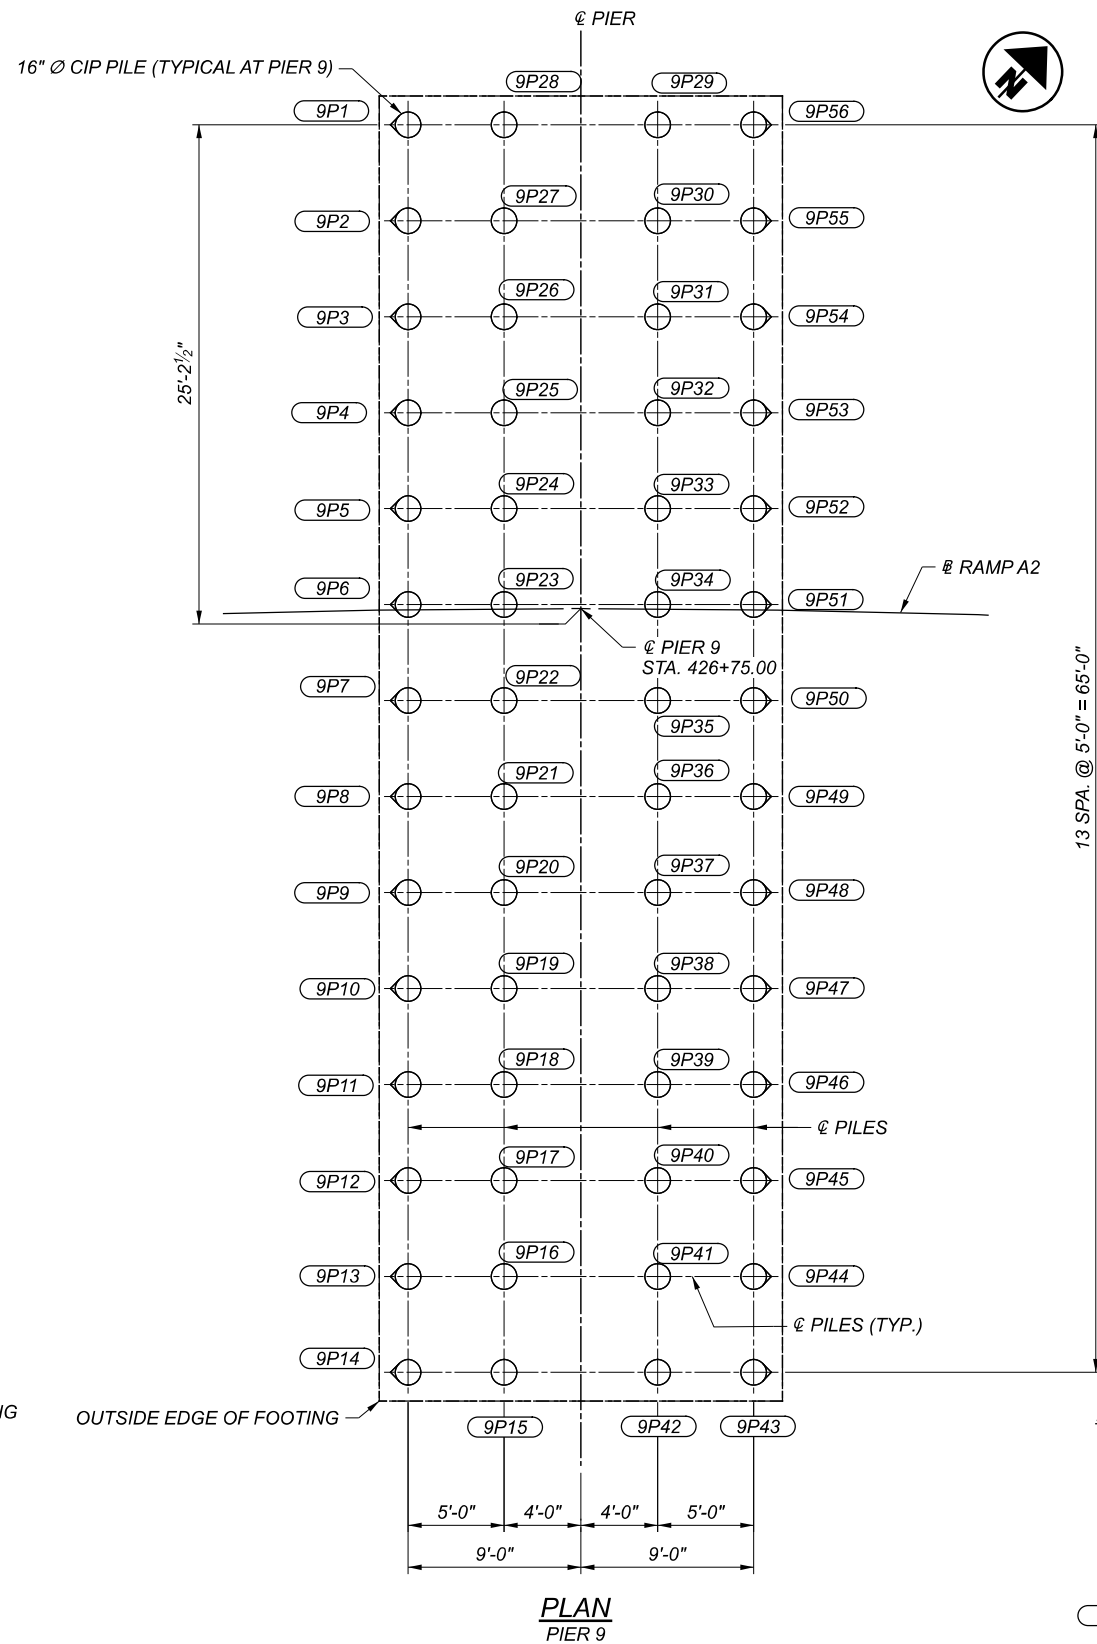 ℄ PIER
16" Ø CIP PILE (TYPICAL AT PIER 9)
N
9P28
9P29
9P1
9P56
9P27
9P30
9P2
9P55
9P26
9P31
9P3
9P54
25'-2½"
9P25
9P32
9P4
9P53
9P24
9P33
9P5
9P52
9P23
9P34
9P6
9P51
℄ RAMP A2
℄ PIER 9
STA. 426+75.00
9P22
9P7
9P50
9P35
13 SPA. @ 5'-0" = 65'-0"
9P21
9P36
9P8
9P49
9P20
9P37
9P9
9P48
9P19
9P38
9P10
9P47
9P18
9P39
9P11
9P46
℄ PILES
9P17
9P40
9P12
9P45
9P16
9P41
9P13
9P44
℄ PILES (TYP.)
9P14
OUTSIDE EDGE OF FOOTING
9P15
9P42
9P43
5'-0" 4'-0" 4'-0" 5'-0"
9'-0" 9'-0"
PLAN
PIER 9